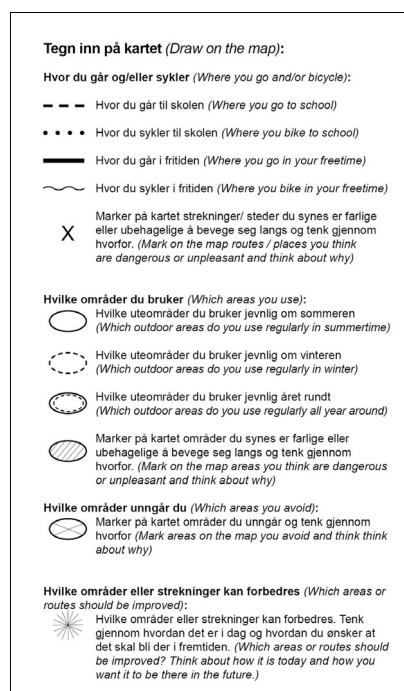 Tegn inn på kartet (Draw on the map):
Hvor du går og/eller sykler (Where you go and/or bicycle):
Hvor du går til skolen (Where you go to school)
Hvor du sykler til skolen (Where you bike to school)
Hvor du går i fritiden (Where you go in your freetime)
Hvor du sykler i fritiden (Where you bike in your freetime)
X
Marker på kartet strekninger/ steder du synes er farlige
eller ubehagelige å bevege seg langs og tenk gjennom
hvorfor. (Mark on the map routes / places you think
are dangerous or unpleasant and think about why)
Hvilke områder du bruker (Which areas you use):
Hvilke uteområder du bruker jevnlig om sommeren
(Which outdoor areas do you use regularly in summertime)
Hvilke uteområder du bruker jevnlig om vinteren
(Which outdoor areas do you use regularly in winter)
Hvilke uteområder du bruker jevnlig året rundt
(Which outdoor areas do you use regularly all year around)
Marker på kartet områder du synes er farlige eller
ubehagelige å bevege seg langs og tenk gjennom
hvorfor. (Mark on the map areas you think are dangerous
or unpleasant and think about why)
Hvilke områder unngår du (Which areas you avoid):
Marker på kartet områder du unngår og tenk gjennom
hvorfor (Mark areas on the map you avoid and think think
about why)
Hvilke områder eller strekninger kan forbedres (Which areas or
routes should be improved):
Hvilke områder eller strekninger kan forbedres. Tenk
gjennom hvordan det er i dag og hvordan du ønsker at
det skal bli der i fremtiden. (Which areas or routes should
be improved? Think about how it is today and how you
want it to be there in the future.)